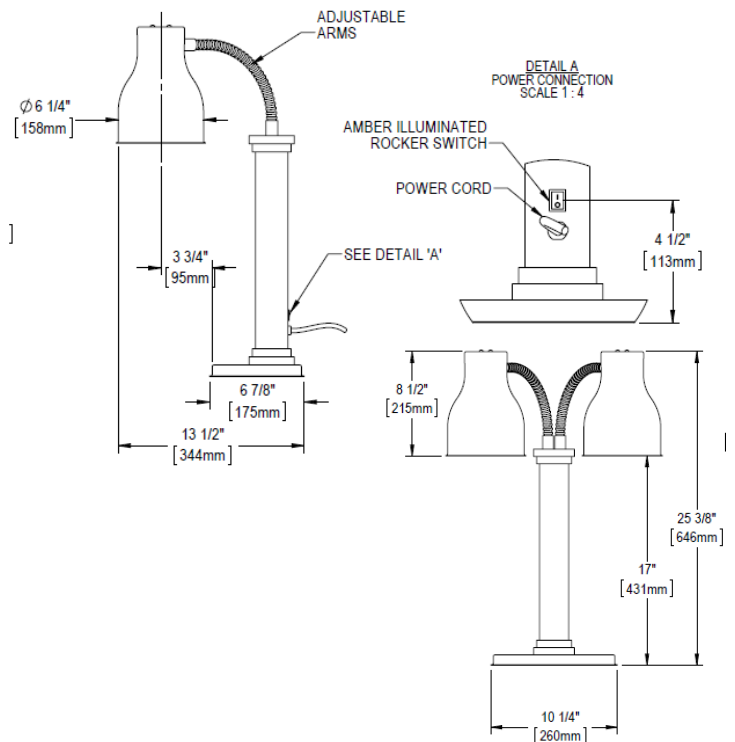 ADJUSTABLE
ARMS
Ø 6 1/4"
[158mm]
3 3/4"
[95mm]
SEE DETAIL 'A'
6 7/8"
[175mm]
13 1/2"
[344mm]
DETAIL A
POWER CONNECTION
SCALE 1 : 4
AMBER ILLUMINATED
ROCKER SWITCH
POWER CORD
4 1/2"
[113mm]
8 1/2"
[215mm]
25 3/8"
[646mm]
17"
[431mm]
10 1/4"
[260mm]
]